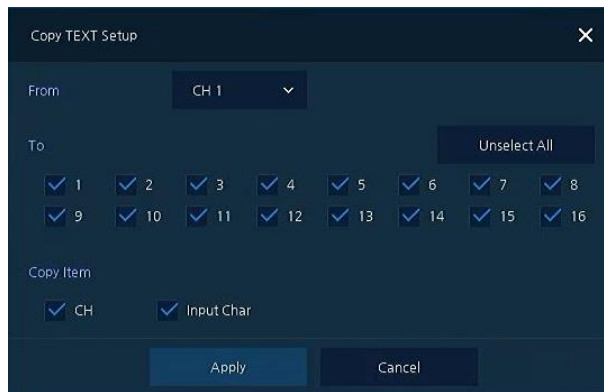 Copy TEXT Setup
From CH 1
To Unselect All
1 2 3 4 5 6 7 8
9 10 11 12 13 14 15 16
Copy Item
CH Input Char
Apply Cancel